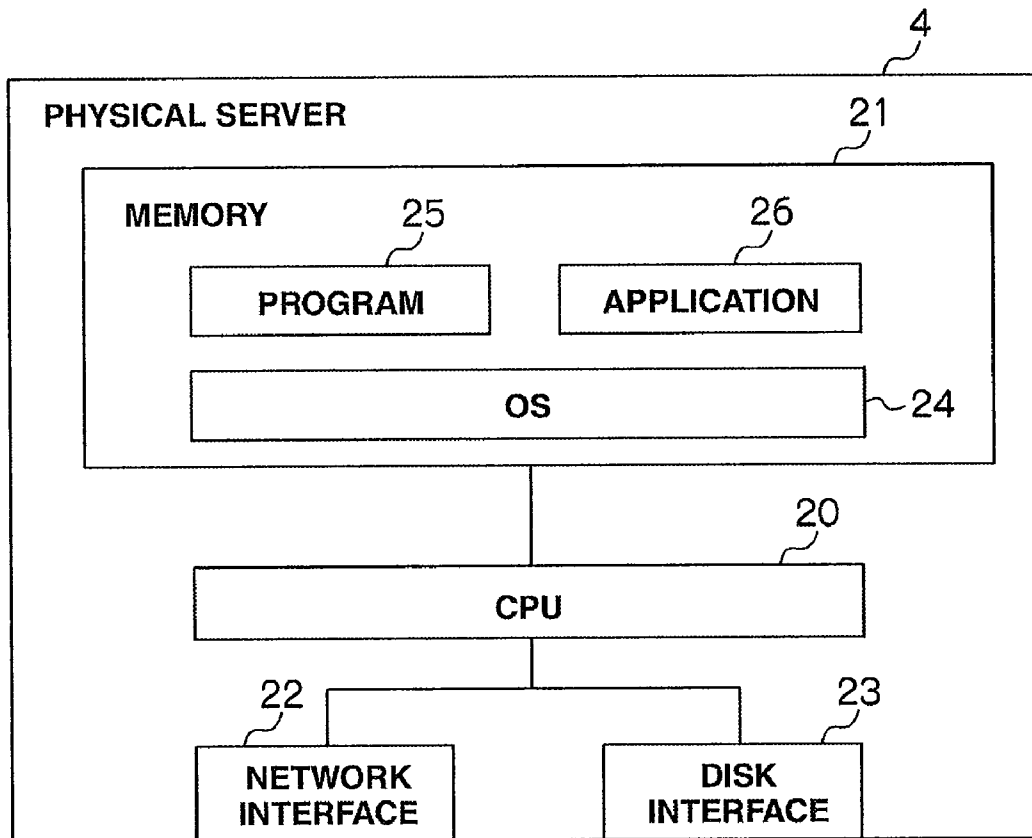 4
PHYSICAL SERVER
21
MEMORY
25
26
PROGRAM
APPLICATION
OS
24
20
CPU
22
23
NETWORK
INTERFACE
DISK
INTERFACE